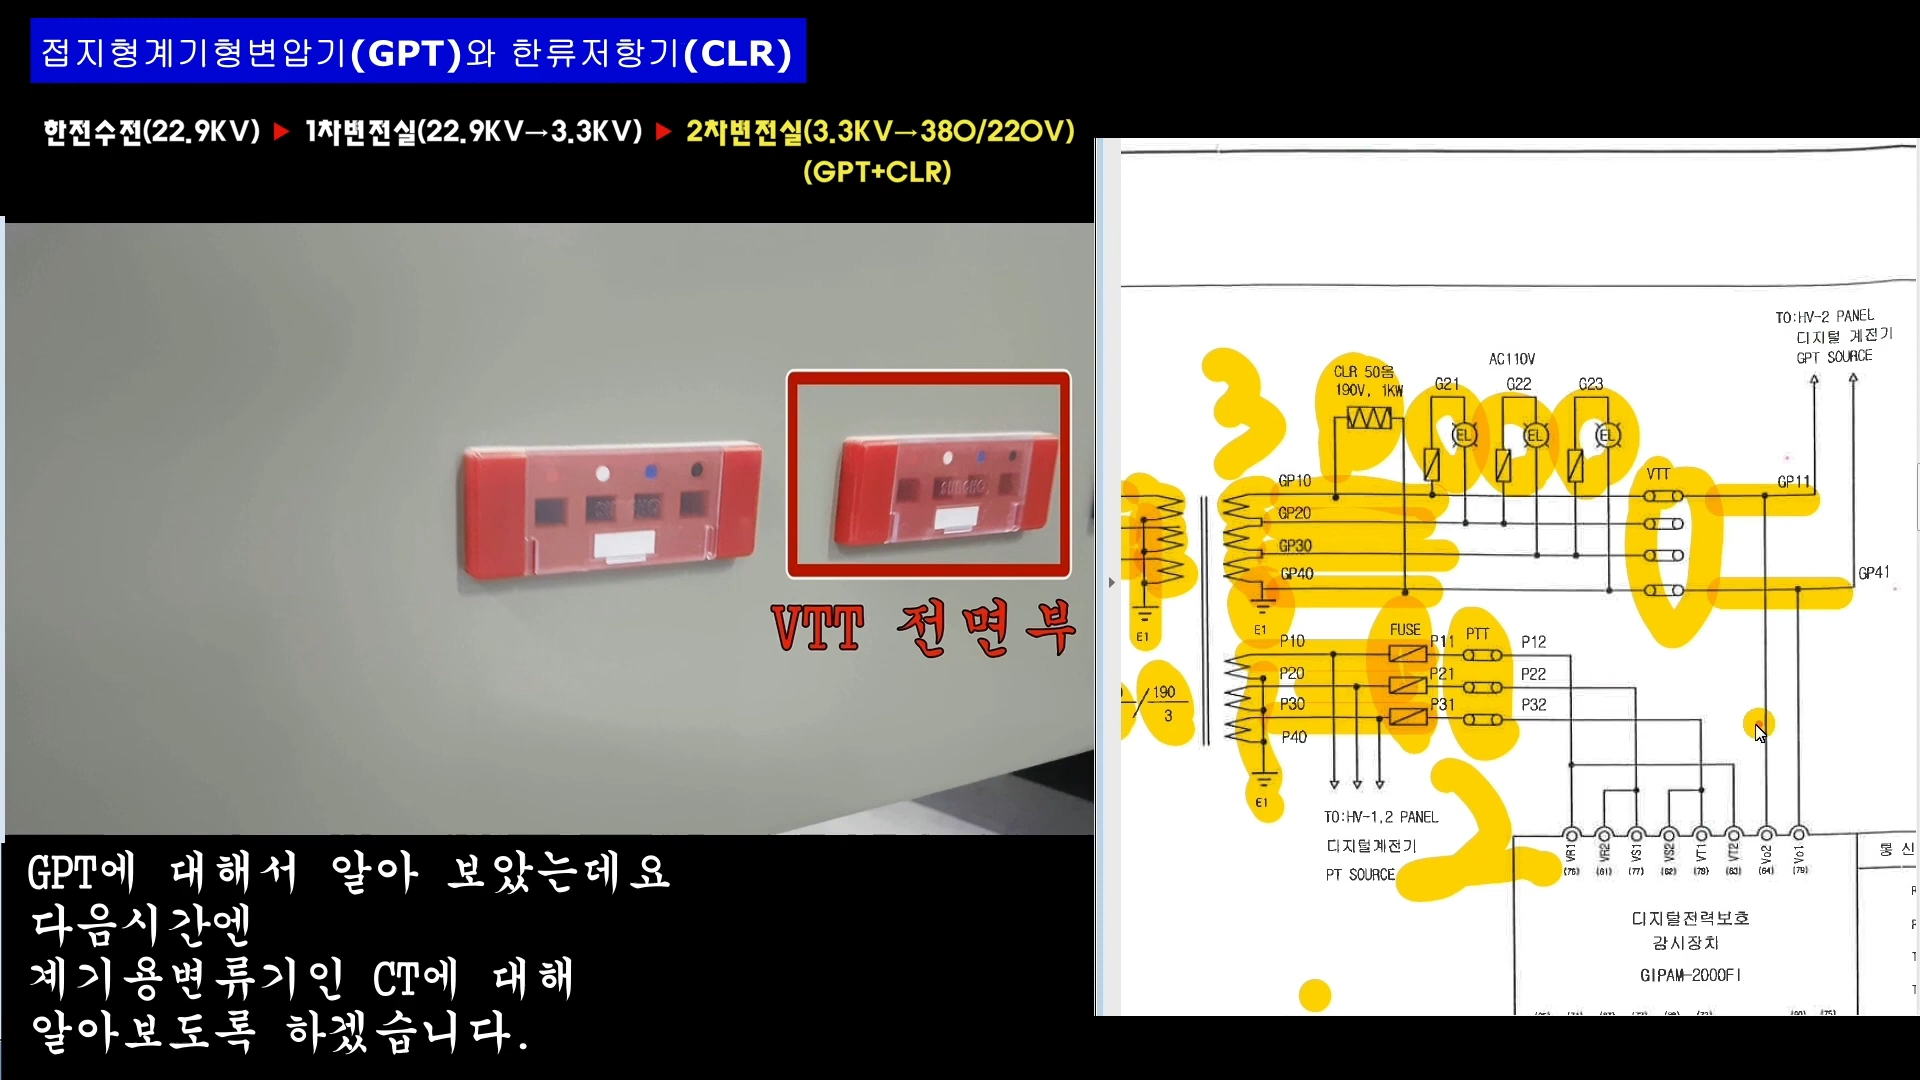 접지형계기형변압기(GPT)와 한류저항기(CLR)
한전수전(22.9KV) ▶ 1차변전실(22.9KV→3.3KV) ▶ 2차변전실(3.3KV→380/220V)
(GPT+CLR)
VTT 전면부
GPT에 대해서 알아 보았는데요
다음시간엔
계기용변류기인 CT에 대해
알아보도록 하겠습니다.
TO:HV-2 PANEL
디지털 계전기
GPT SOURCE
AC110V
CLR 50옴
190V, 1KW
G21
G22
G23
EL
EL
EL
VTT
GP10
GP11
GP20
GP30
GP40
GP41
E1
E1
FUSE
PTT
P10
P11
P12
P20
P21
P22
P30
P31
P32
P40
190
3
E1
TO:HV-1,2 PANEL
디지털계전기
PT SOURCE
VR1
VR2
VS1
VS2
VT1
VT2
Vo2
Vo1
(76)
(61)
(77)
(62)
(78)
(63)
(64)
(79)
통 신
디지털전력보호
감시장치
GIPAM-2000FI